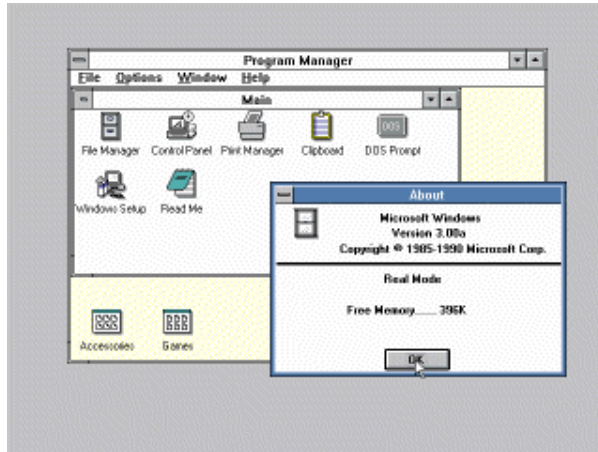 Program Manager
File Options Window Help
Main
File Manager Control Panel Print Manager Clipboard DOS Prompt
DOS
Windows Setup Read Me
About
Microsoft Windows
Version 3.00a
Copyright © 1985-1990 Microsoft Corp.
Real Mode
Free Memory 396K
OK
Accessories Games